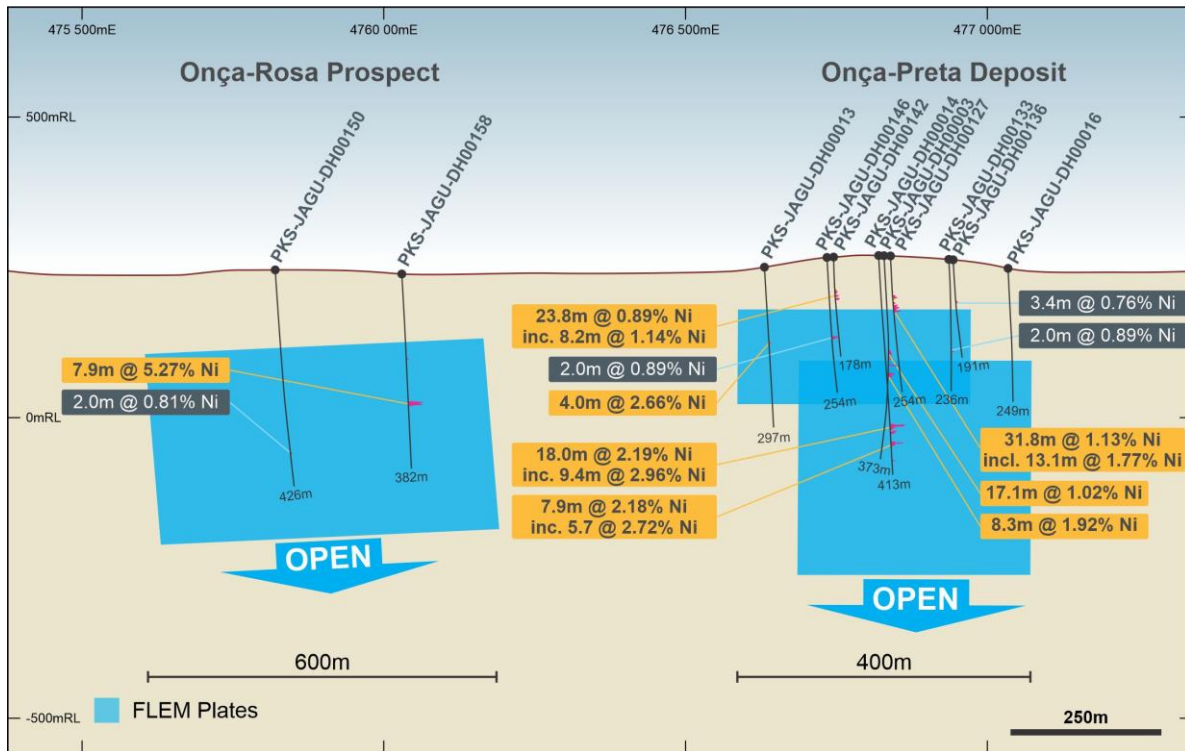 475 500mE
4760 00mE
476 500mE
477 000mE
Onça-Rosa Prospect
Onça-Preta Deposit
500mRL
PKS-JAGU-DH00150
PKS-JAGU-DH00158
PKS-JAGU-DH00013
PKS-JAGU-DH00146
PKS-JAGU-DH00142
PKS-JAGU-DH00014
PKS-JAGU-DH00003
PKS-JAGU-DH00127
PKS-JAGU-DH00133
PKS-JAGU-DH00136
PKS-JAGU-DH00016
7.9m @ 5.27% Ni
2.0m @ 0.81% Ni
0mRL
426m
382m
23.8m @ 0.89% Ni
inc. 8.2m @ 1.14% Ni
2.0m @ 0.89% Ni
4.0m @ 2.66% Ni
18.0m @ 2.19% Ni
inc. 9.4m @ 2.96% Ni
7.9m @ 2.18% Ni
inc. 5.7 @ 2.72% Ni
297m
178m
254m
254m
373m
413m
236m
191m
249m
3.4m @ 0.76% Ni
2.0m @ 0.89% Ni
31.8m @ 1.13% Ni
incl. 13.1m @ 1.77% Ni
17.1m @ 1.02% Ni
8.3m @ 1.92% Ni
OPEN
OPEN
600m
400m
FLEM Plates
-500mRL
250m